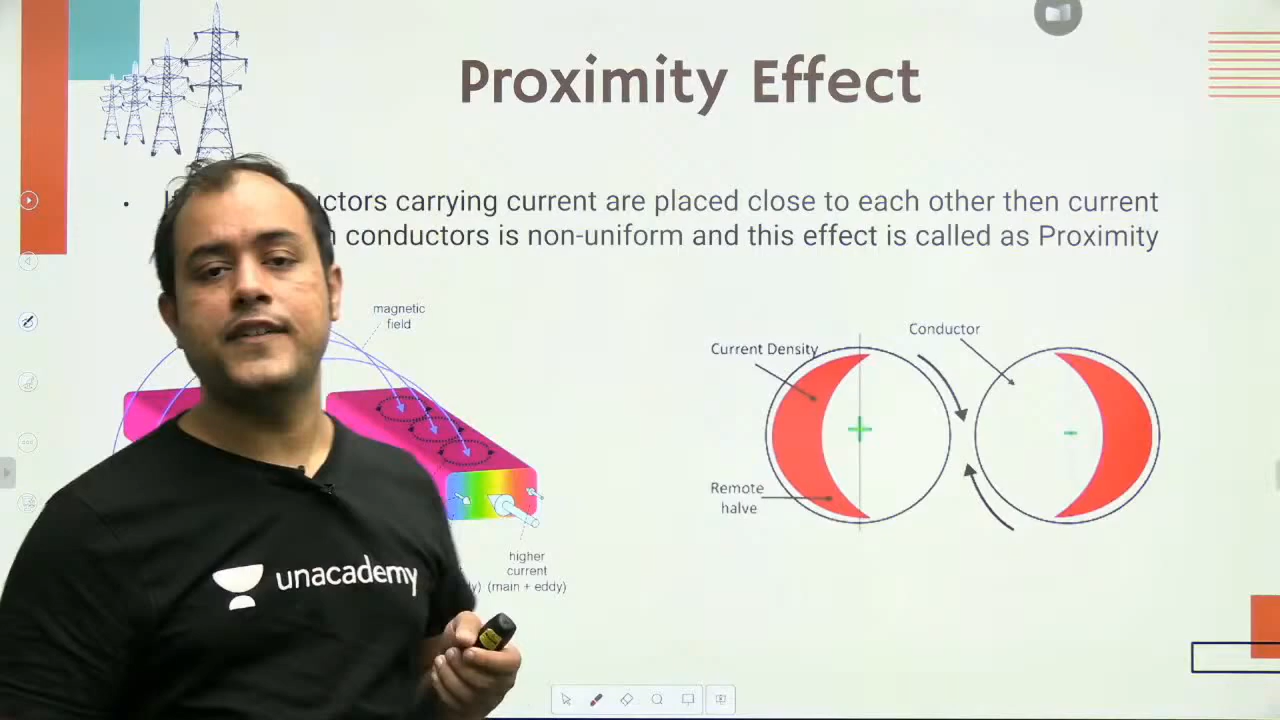 Proximity Effect
carrying current are placed close to each other then current
conductors is non-uniform and this effect is called as Proximity
magnetic
field
Conductor
Current Density
+
-
Remote
halve
higher
current
(main + eddy)
unacademy